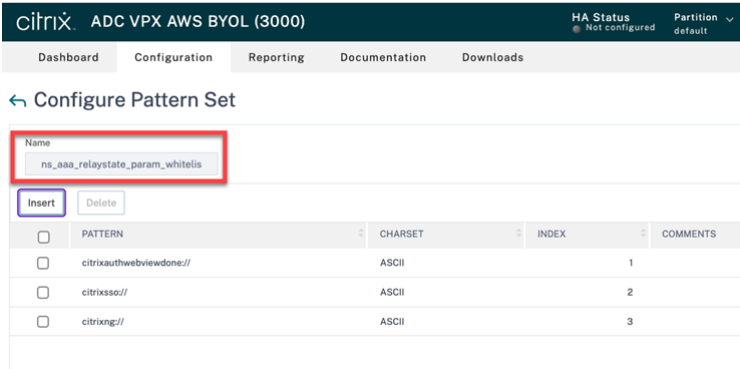 citrix. ADC VPX AWS BYOL (3000)
HA Status
Not configured
Partition
default
Dashboard Configuration Reporting Documentation Downloads
Configure Pattern Set
Name
ns_aaa_relaystate_param_whitelis
Insert Delete
PATTERN CHARSET INDEX COMMENTS
citrixauthwebviewdone:// ASCII 1
citrixsso:// ASCII 2
citrixng:// ASCII 3